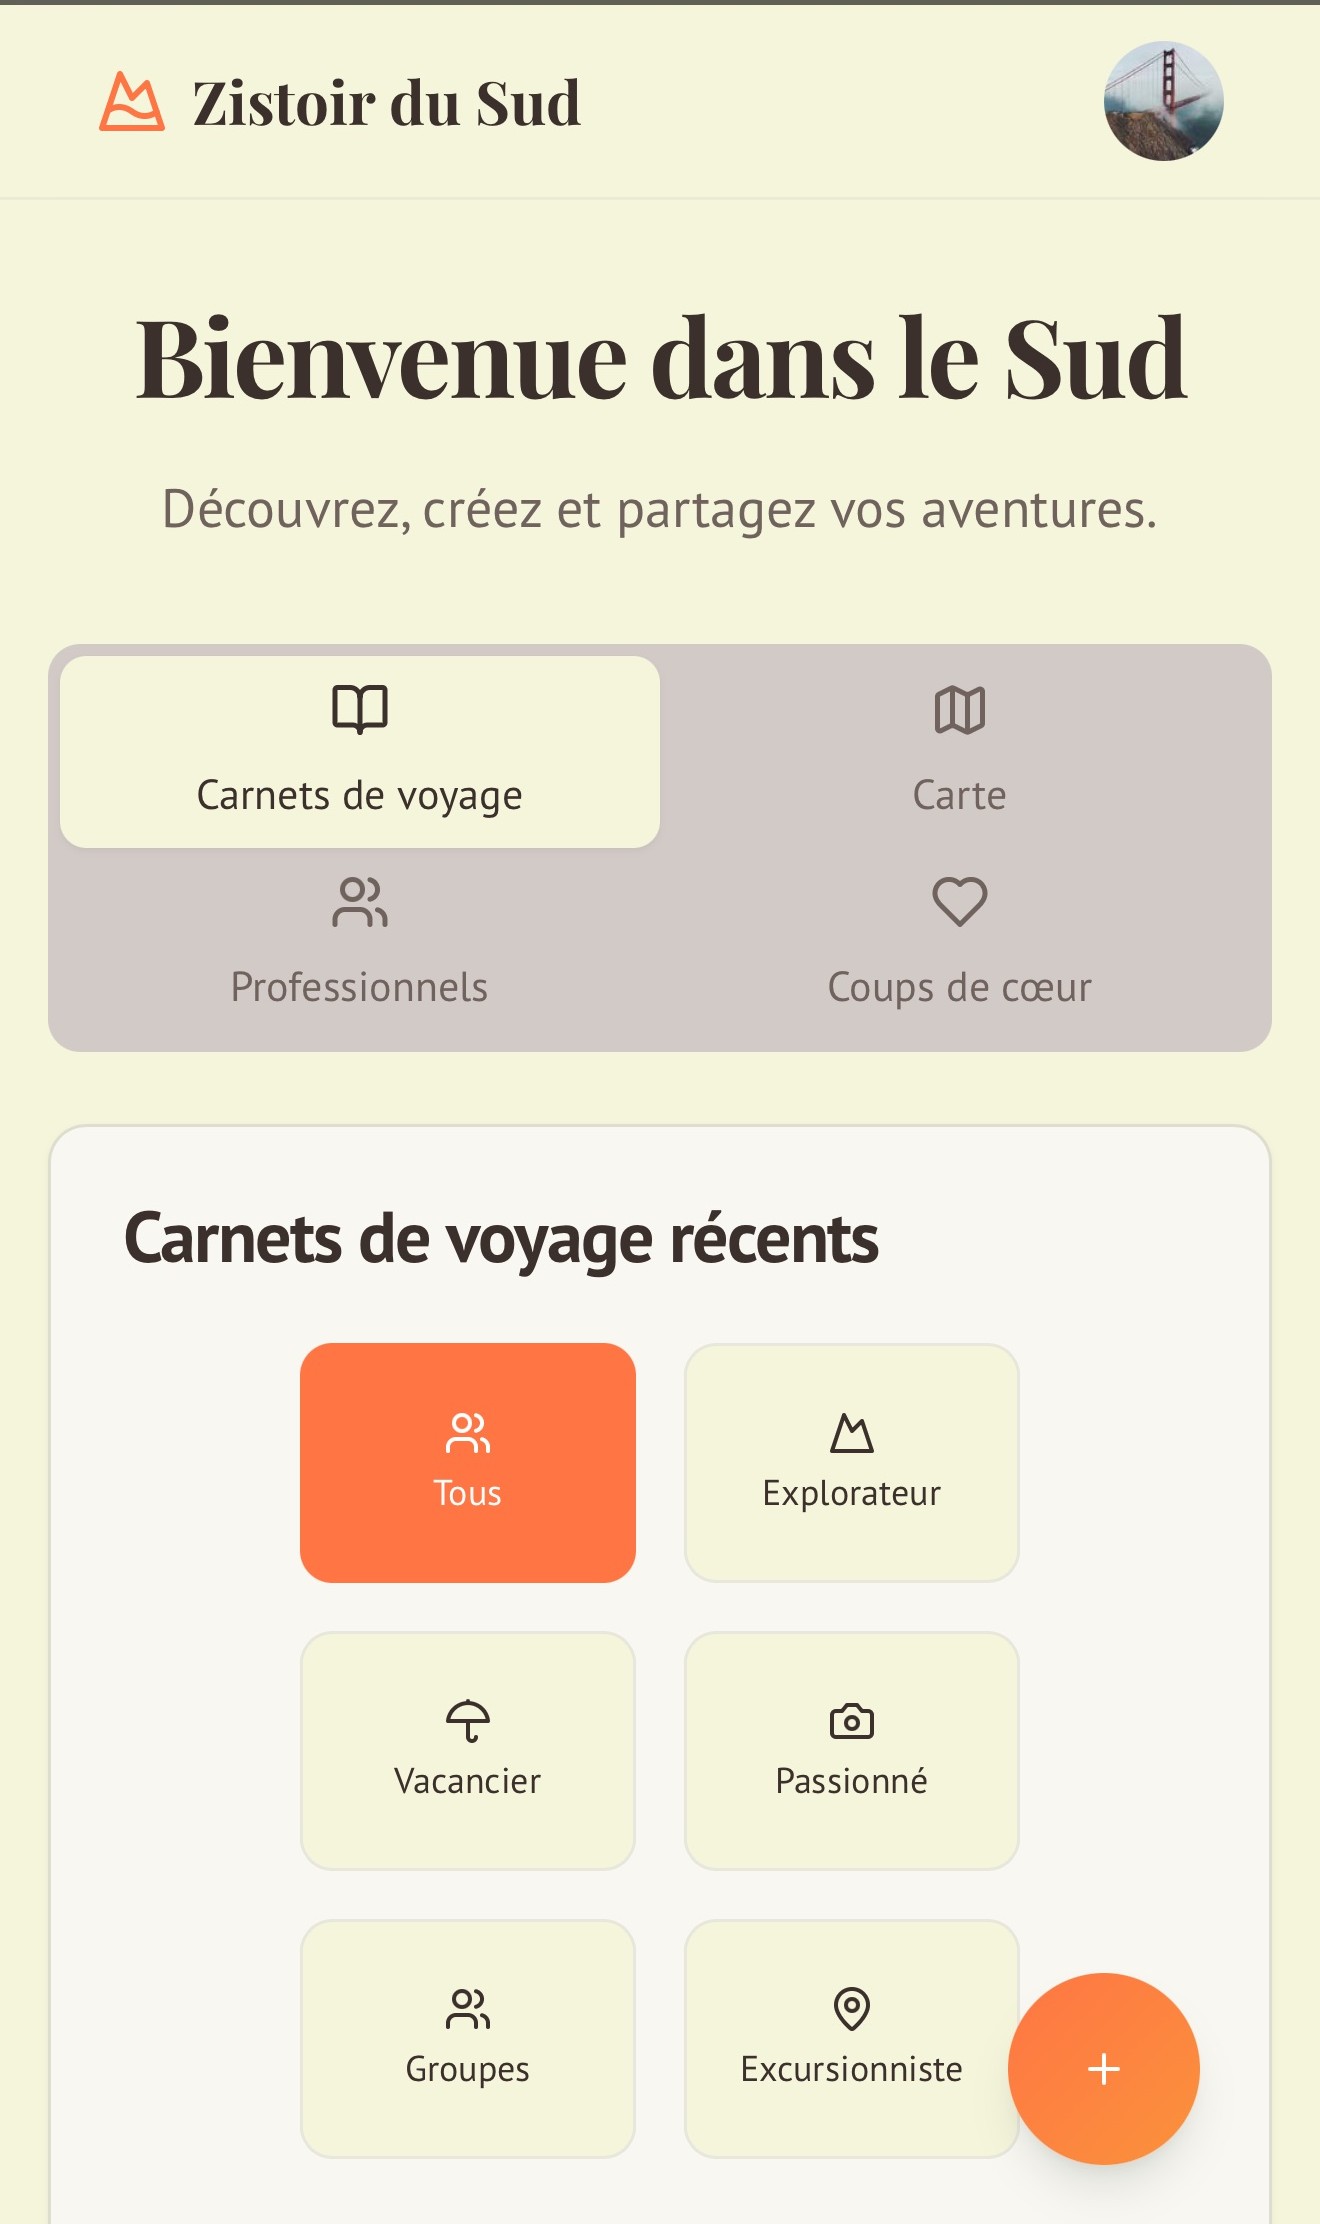 Zistoir du Sud
Bienvenue dans le Sud
Découvrez, créez et partagez vos aventures.
Carnets de voyage
Carte
Professionnels
Coups de cœur
Carnets de voyage récents
Tous
Explorateur
Vacancier
Passionné
Groupes
Excursionniste